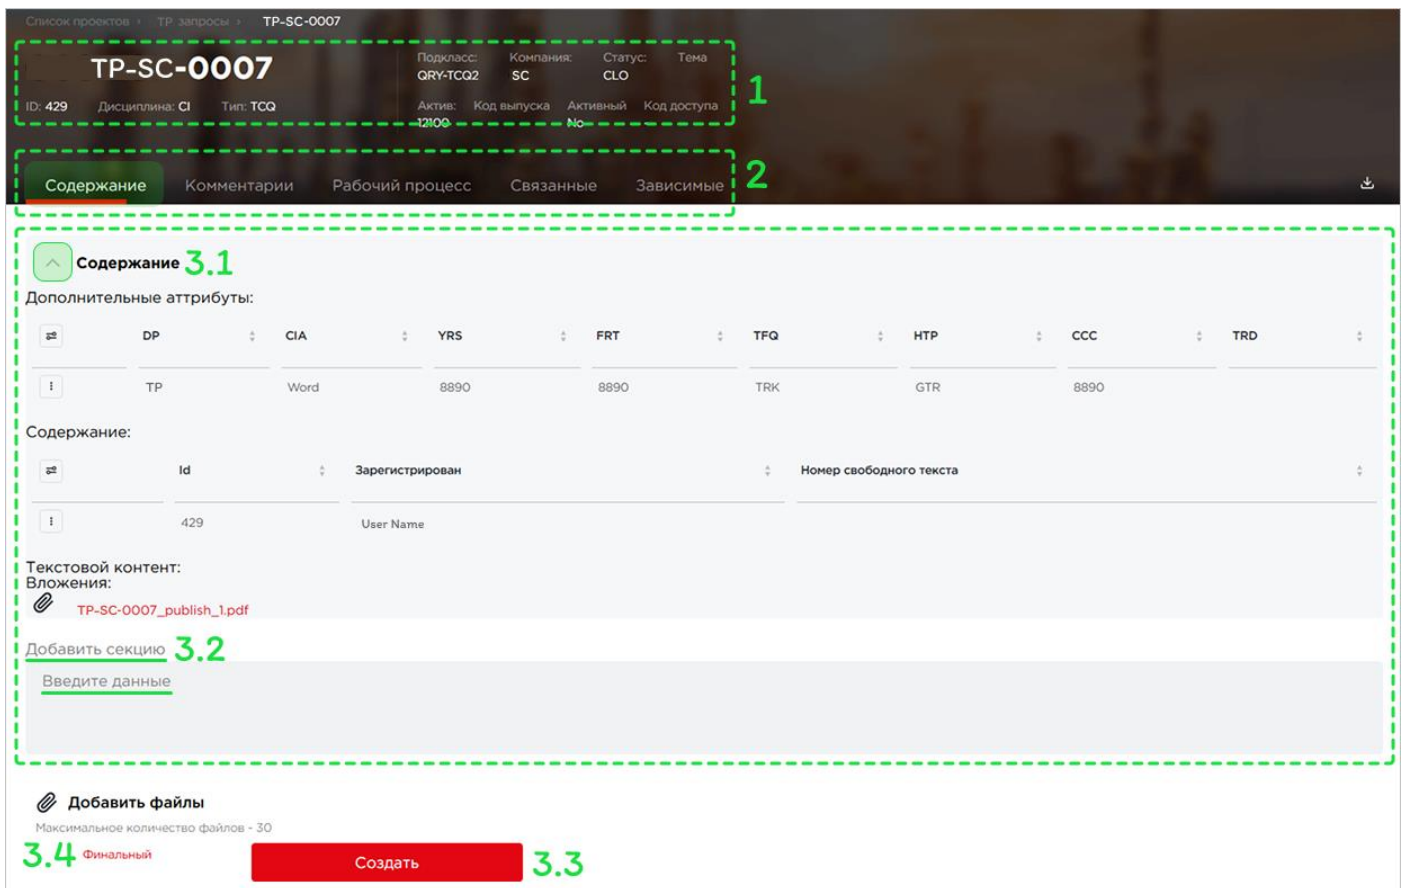 Список проектов › TP запросы › TP-SC-0007
TP-SC-0007
Подкласс: Компания: Статус: Тема
QRY-TCQ2 SC CLO
1
ID: 429 Дисциплина: CI Тип: TCQ
Актив: Код выпуска Активный Код доступа
12100 No --
Содержание Комментарии Рабочий процесс Связанные Зависимые
2
Содержание 3.1
Дополнительные аттрибуты:
DP CIA YRS FRT TFQ HTP CCC TRD
TP Word 8890 8890 TRK GTR 8890
Содержание:
Id Зарегистрирован Номер свободного текста
429 User Name
Текстовой контент:
Вложения:
TP-SC-0007_publish_1.pdf
Добавить секцию 3.2
Введите данные
Добавить файлы
Максимальное количество файлов - 30
3.4 Финальный Создать 3.3